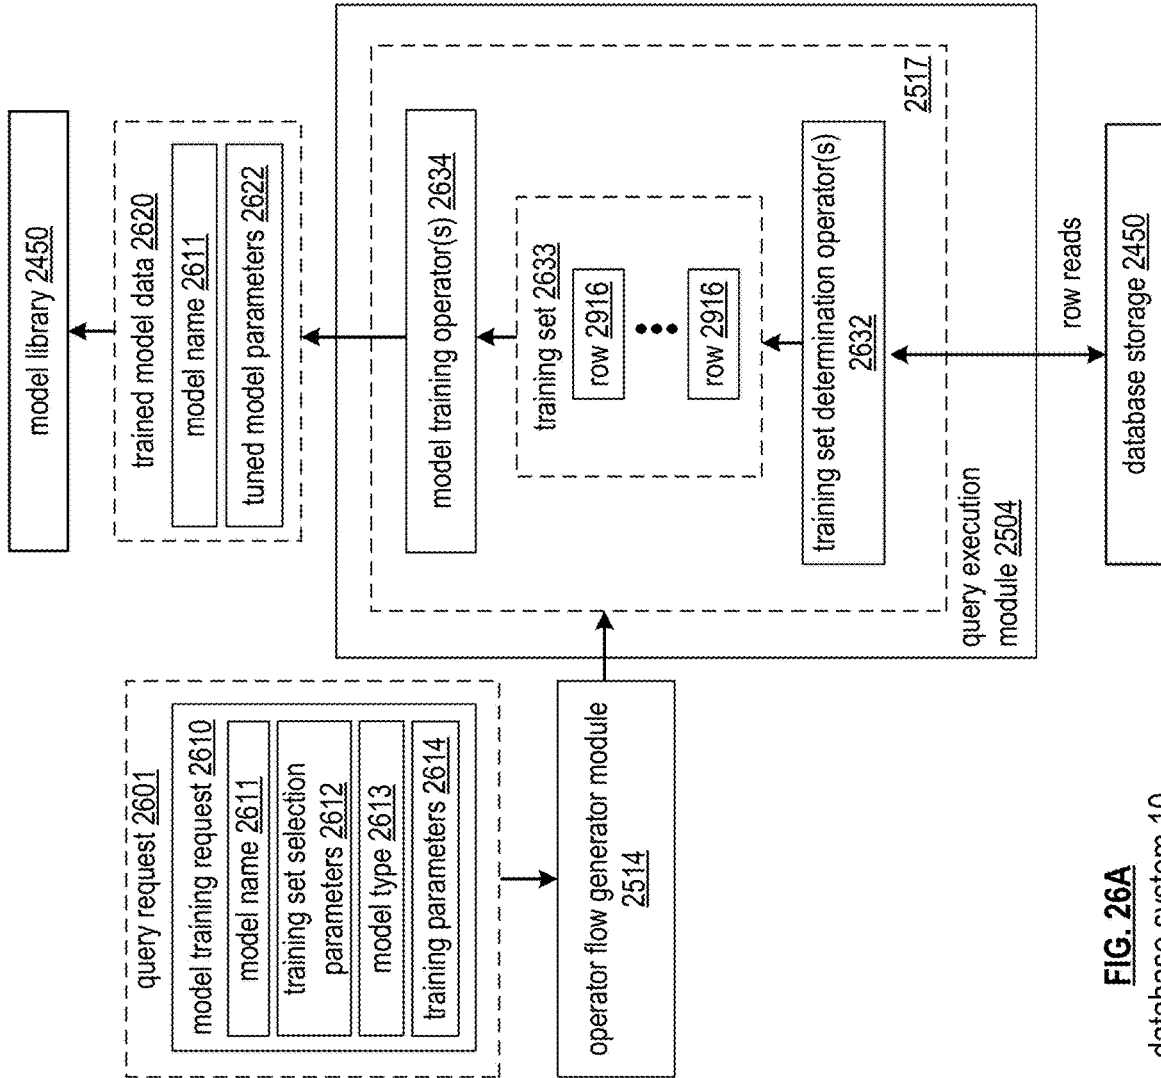 query request 2601
model training request 2610
model name 2611
training set selection
parameters 2612
model type 2613
training parameters 2614
operator flow generator module
2514
model library 2450
trained model data 2620
model name 2611
tuned model parameters 2622
model training operator(s) 2634
training set 2633
row 2916
row 2916
training set determination operator(s)
2632
2517
query execution
module 2504
row reads
database storage 2450
FIG. 26A
database system 10